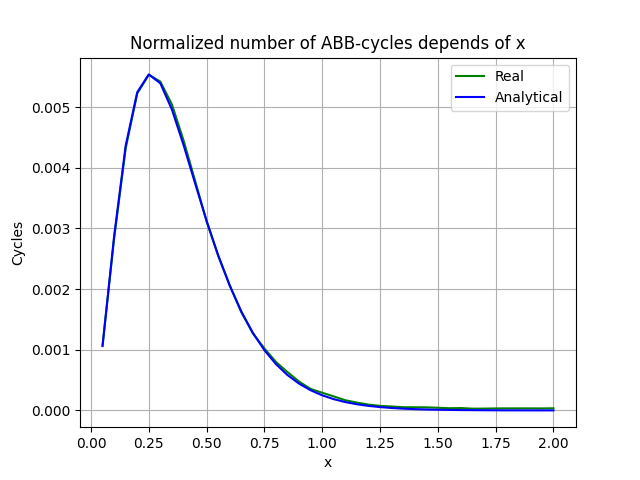 Normalized number of ABB-cycles depends of x
Real
Analytical
Cycles
0.005
0.004
0.003
0.002
0.001
0.000
0.00 0.25 0.50 0.75 1.00 1.25 1.50 1.75 2.00
x